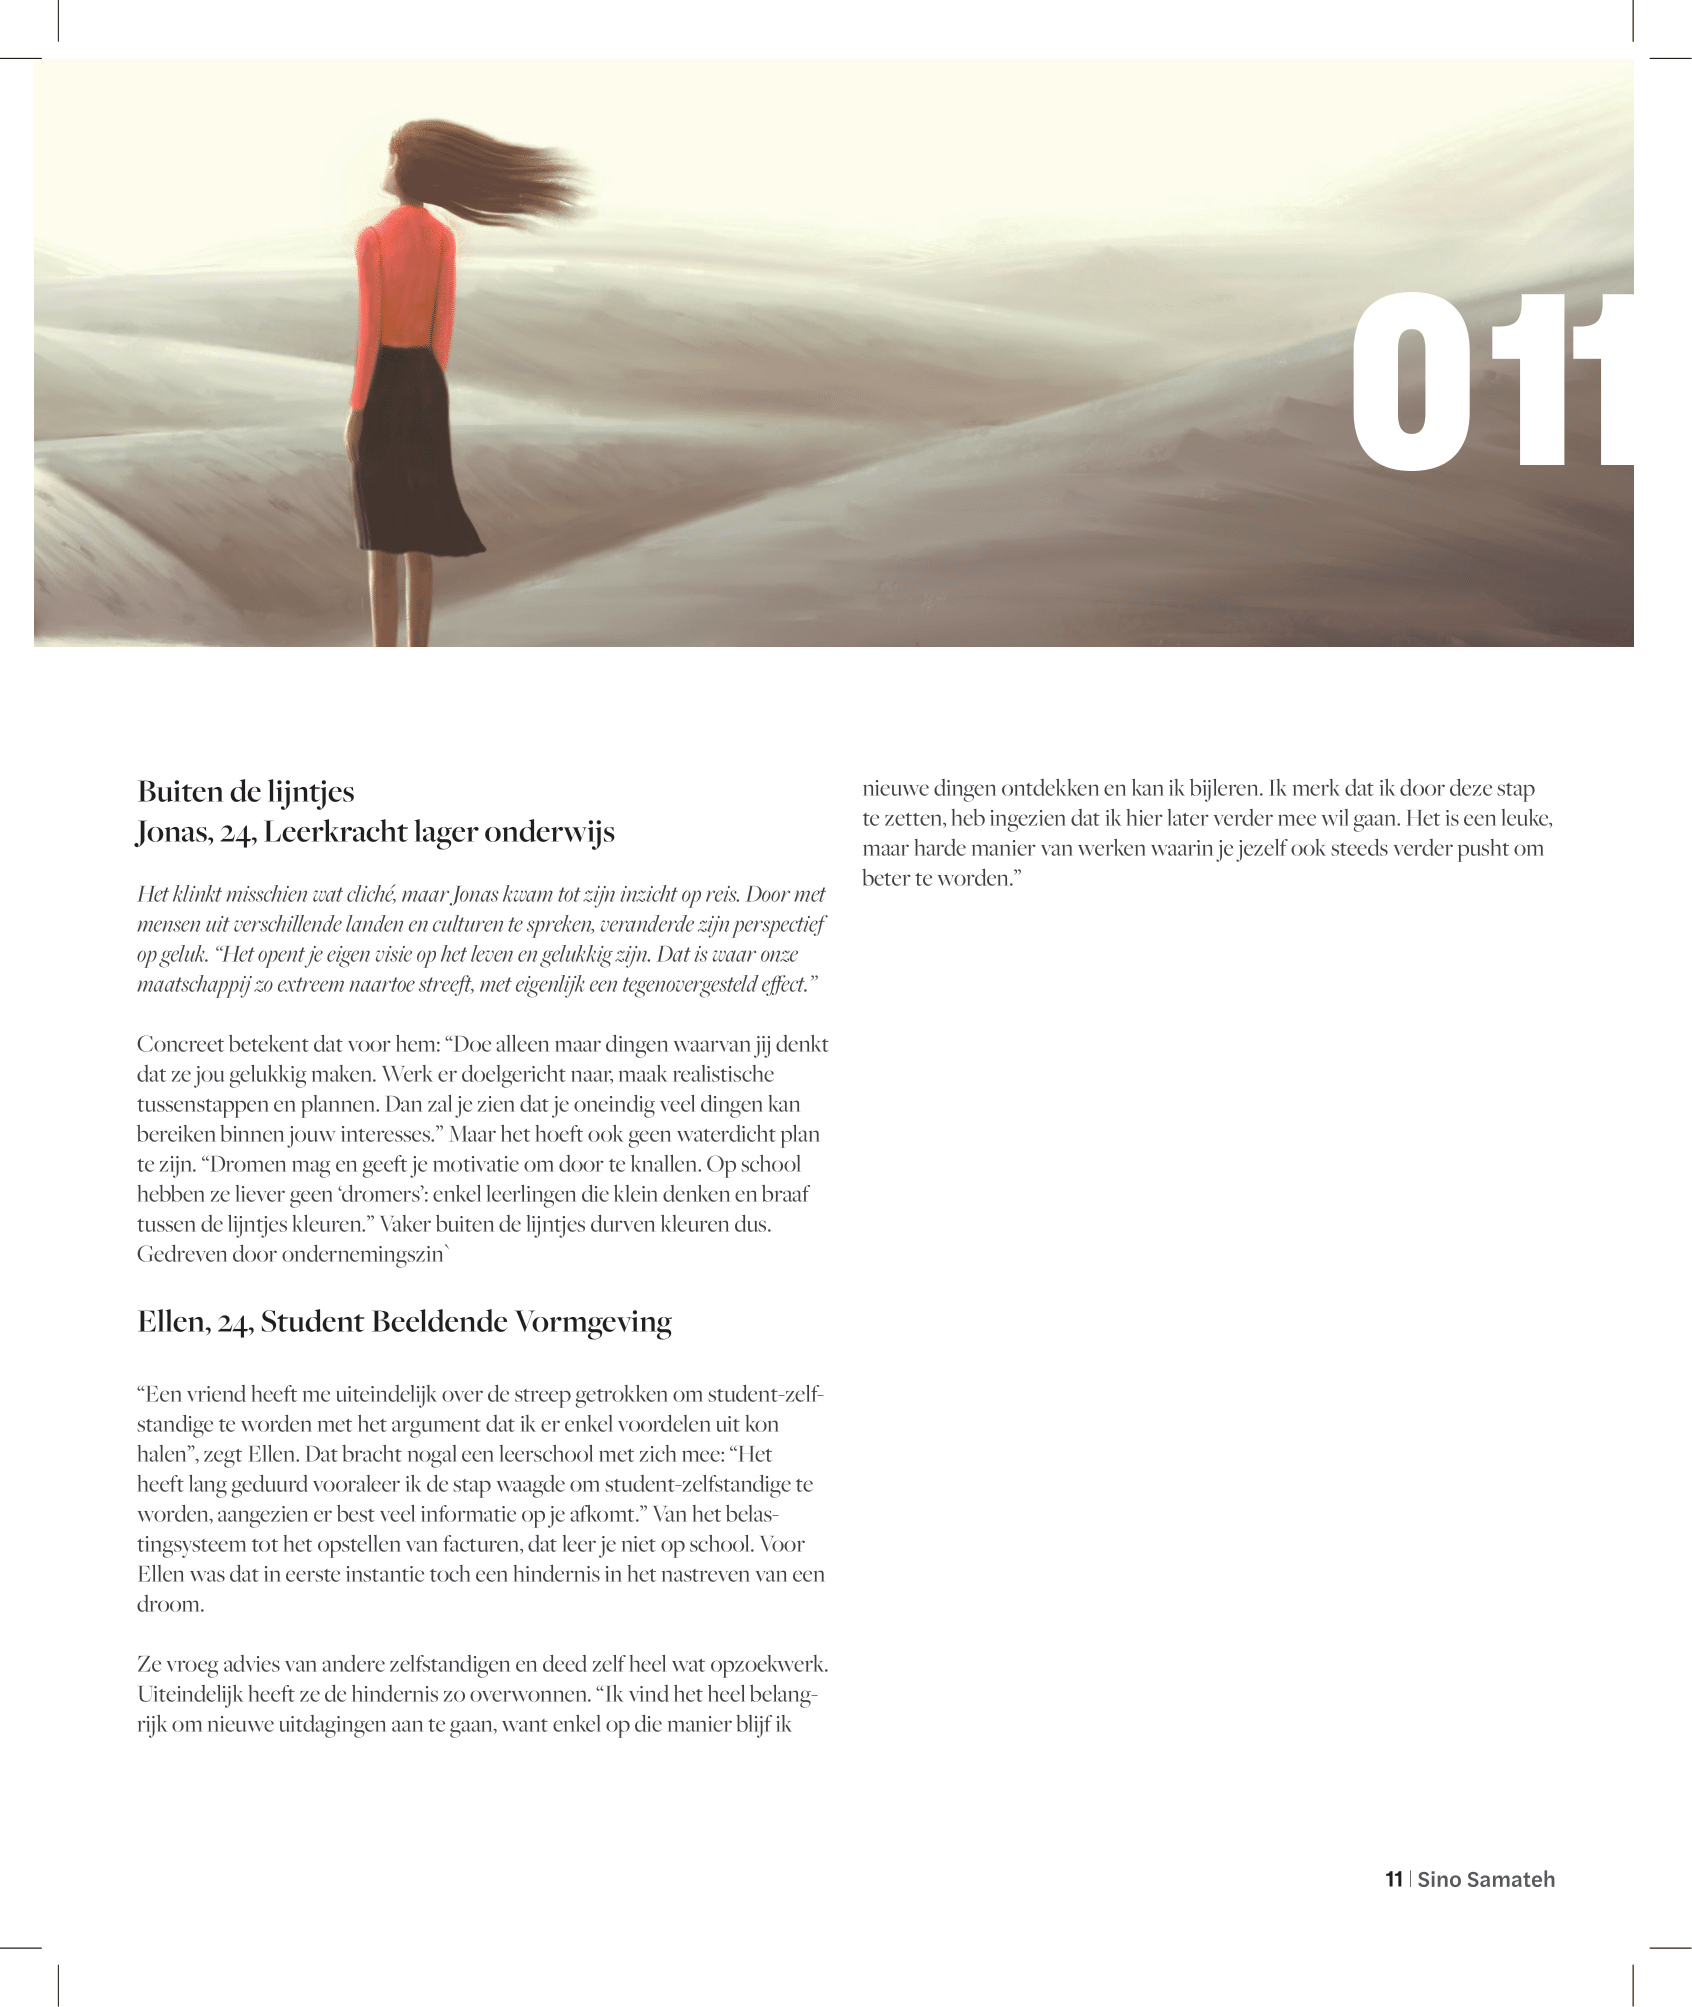 011
Buiten de lijntjes
Jonas, 24, Leerkracht lager onderwijs
Het klinkt misschien wat cliché, maar Jonas kwam tot zijn inzicht op reis. Door met
mensen uit verschillende landen en culturen te spreken, veranderde zijn perspectief
op geluk. “Het opent je eigen visie op het leven en gelukkig zijn. Dat is waar onze
maatschappij zo extreem naartoe streeft, met eigenlijk een tegenovergesteld effect.”
Concreet betekent dat voor hem: “Doe alleen maar dingen waarvan jij denkt
dat ze jou gelukkig maken. Werk er doelgericht naar, maak realistische
tussenstappen en plannen. Dan zal je zien dat je oneindig veel dingen kan
bereiken binnen jouw interesses.” Maar het hoeft ook geen waterdicht plan
te zijn. “Dromen mag en geeft je motivatie om door te knallen. Op school
hebben ze liever geen ‘dromers’: enkel leerlingen die klein denken en braaf
tussen de lijntjes kleuren.” Vaker buiten de lijntjes durven kleuren dus.
Gedreven door ondernemingszin`
Ellen, 24, Student Beeldende Vormgeving
“Een vriend heeft me uiteindelijk over de streep getrokken om student-zelf-
standige te worden met het argument dat ik er enkel voordelen uit kon
halen”, zegt Ellen. Dat bracht nogal een leerschool met zich mee: “Het
heeft lang geduurd vooraleer ik de stap waagde om student-zelfstandige te
worden, aangezien er best veel informatie op je afkomt.” Van het belas-
tingsysteem tot het opstellen van facturen, dat leer je niet op school. Voor
Ellen was dat in eerste instantie toch een hindernis in het nastreven van een
droom.
Ze vroeg advies van andere zelfstandigen en deed zelf heel wat opzoekwerk.
Uiteindelijk heeft ze de hindernis zo overwonnen. “Ik vind het heel belang-
rijk om nieuwe uitdagingen aan te gaan, want enkel op die manier blijf ik
nieuwe dingen ontdekken en kan ik bijleren. Ik merk dat ik door deze stap
te zetten, heb ingezien dat ik hier later verder mee wil gaan. Het is een leuke,
maar harde manier van werken waarin je jezelf ook steeds verder pusht om
beter te worden.”
11 | Sino Samateh